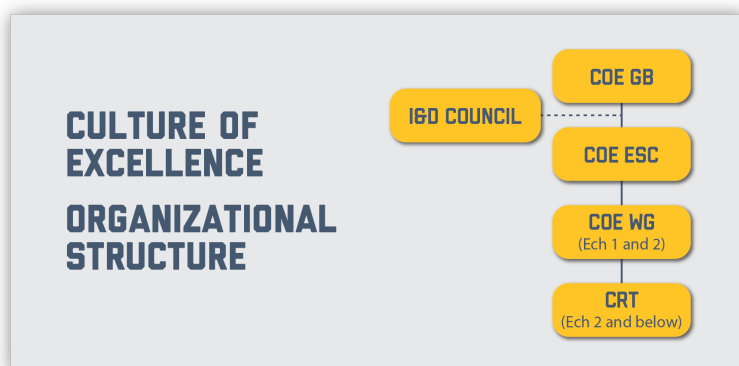 CULTURE OF
EXCELLENCE
ORGANIZATIONAL
STRUCTURE
COE GB
I&D COUNCIL
COE ESC
COE WG
(Ech 1 and 2)
CRT
(Ech 2 and below)